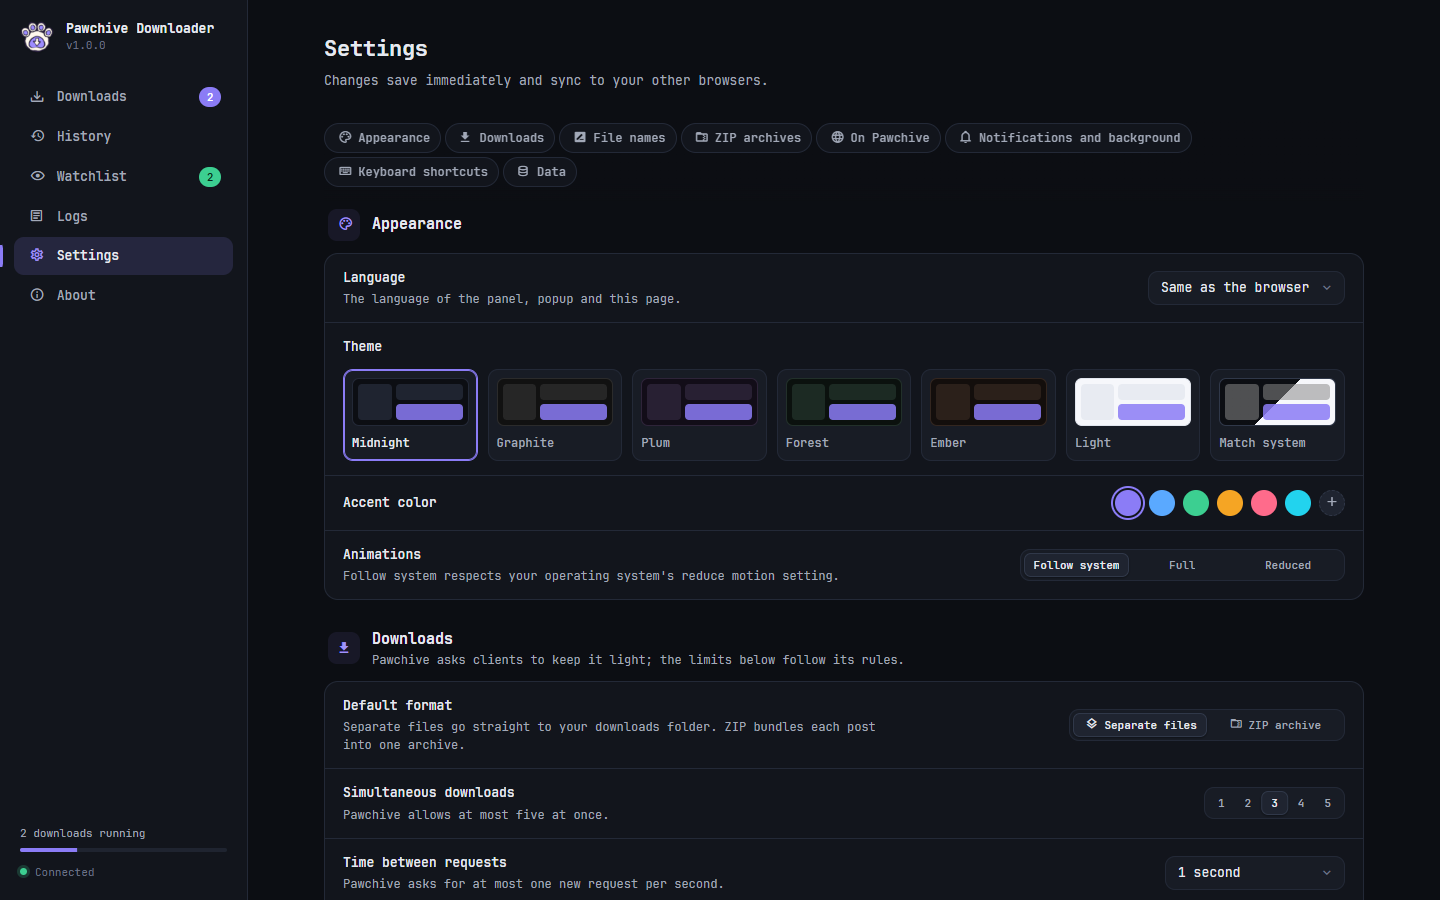 Pawchive Downloader
v1.0.0
Downloads 2
History
Watchlist 2
Logs
Settings
About
2 downloads running
Connected
Settings
Changes save immediately and sync to your other browsers.
Appearance Downloads File names ZIP archives On Pawchive Notifications and background
Keyboard shortcuts Data
Appearance
Language
The language of the panel, popup and this page.
Same as the browser
Theme
Midnight Graphite Plum Forest Ember Light Match system
Accent color
+
Animations
Follow system respects your operating system's reduce motion setting.
Follow system Full Reduced
Downloads
Pawchive asks clients to keep it light; the limits below follow its rules.
Default format
Separate files go straight to your downloads folder. ZIP bundles each post
into one archive.
Separate files ZIP archive
Simultaneous downloads
Pawchive allows at most five at once.
1 2 3 4 5
Time between requests
Pawchive asks for at most one new request per second.
1 second